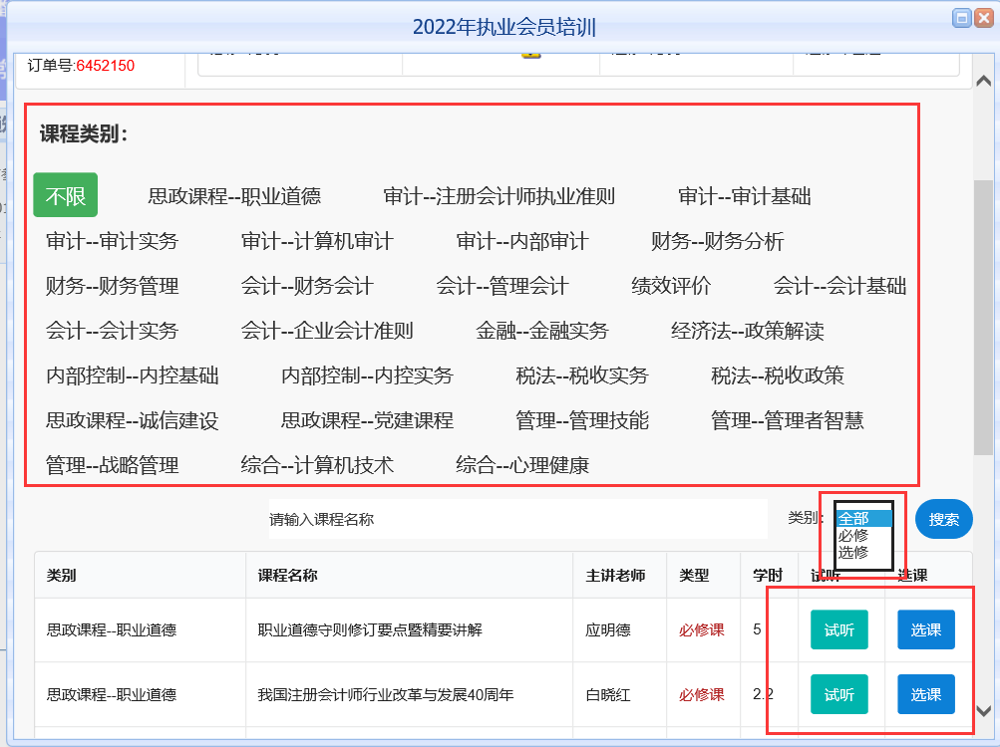 2022年执业会员培训
订单号:6452150
课程类别：
不限 思政课程--职业道德 审计--注册会计师执业准则 审计--审计基础
审计--审计实务 审计--计算机审计 审计--内部审计 财务--财务分析
财务--财务管理 会计--财务会计 会计--管理会计 绩效评价 会计--会计基础
会计--会计实务 会计--企业会计准则 金融--金融实务 经济法--政策解读
内部控制--内控基础 内部控制--内控实务 税法--税收实务 税法--税收政策
思政课程--诚信建设 思政课程--党建课程 管理--管理技能 管理--管理者智慧
管理--战略管理 综合--计算机技术 综合--心理健康
请输入课程名称 类别: 全部 搜索
必修
选修
类别 课程名称 主讲老师 类型 学时 试听 选课
思政课程--职业道德 职业道德守则修订要点暨精要讲解 应明德 必修课 5 试听 选课
思政课程--职业道德 我国注册会计师行业改革与发展40周年 白晓红 必修课 2.2 试听 选课